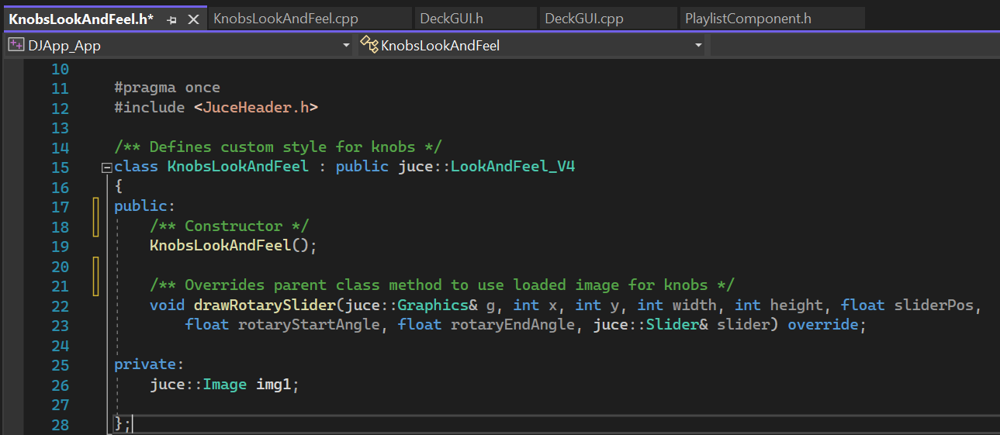 KnobsLookAndFeel.h* KnobsLookAndFeel.cpp DeckGUI.h DeckGUI.cpp PlaylistComponent.h
DJApp_App KnobsLookAndFeel
10
11 #pragma once
12 #include <JuceHeader.h>
13
14 /** Defines custom style for knobs */
15 class KnobsLookAndFeel : public juce::LookAndFeel_V4
16 {
17 public:
18 /** Constructor */
19 KnobsLookAndFeel();
20
21 /** Overrides parent class method to use loaded image for knobs */
22 void drawRotarySlider(juce::Graphics& g, int x, int y, int width, int height, float sliderPos,
23 float rotaryStartAngle, float rotaryEndAngle, juce::Slider& slider) override;
24
25 private:
26 juce::Image img1;
27
28 };